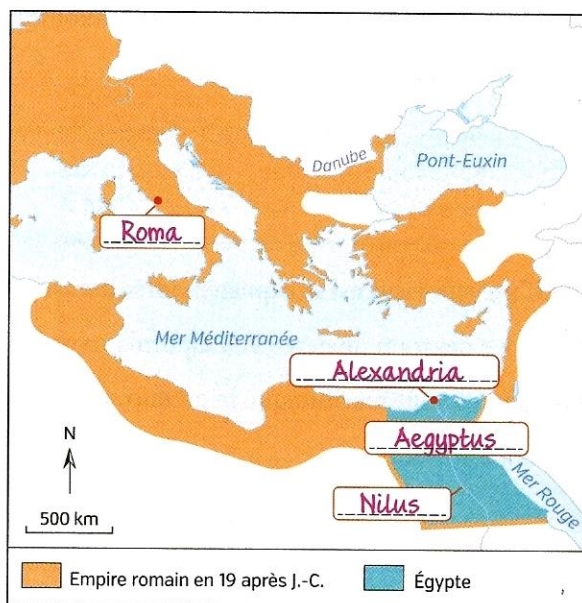 Danube
Pont-Euxin
Roma
Mer Méditerranée
Alexandria
Aegyptus
N
Mer Rouge
Nilus
500 km
Empire romain en 19 après J.-C.
Égypte